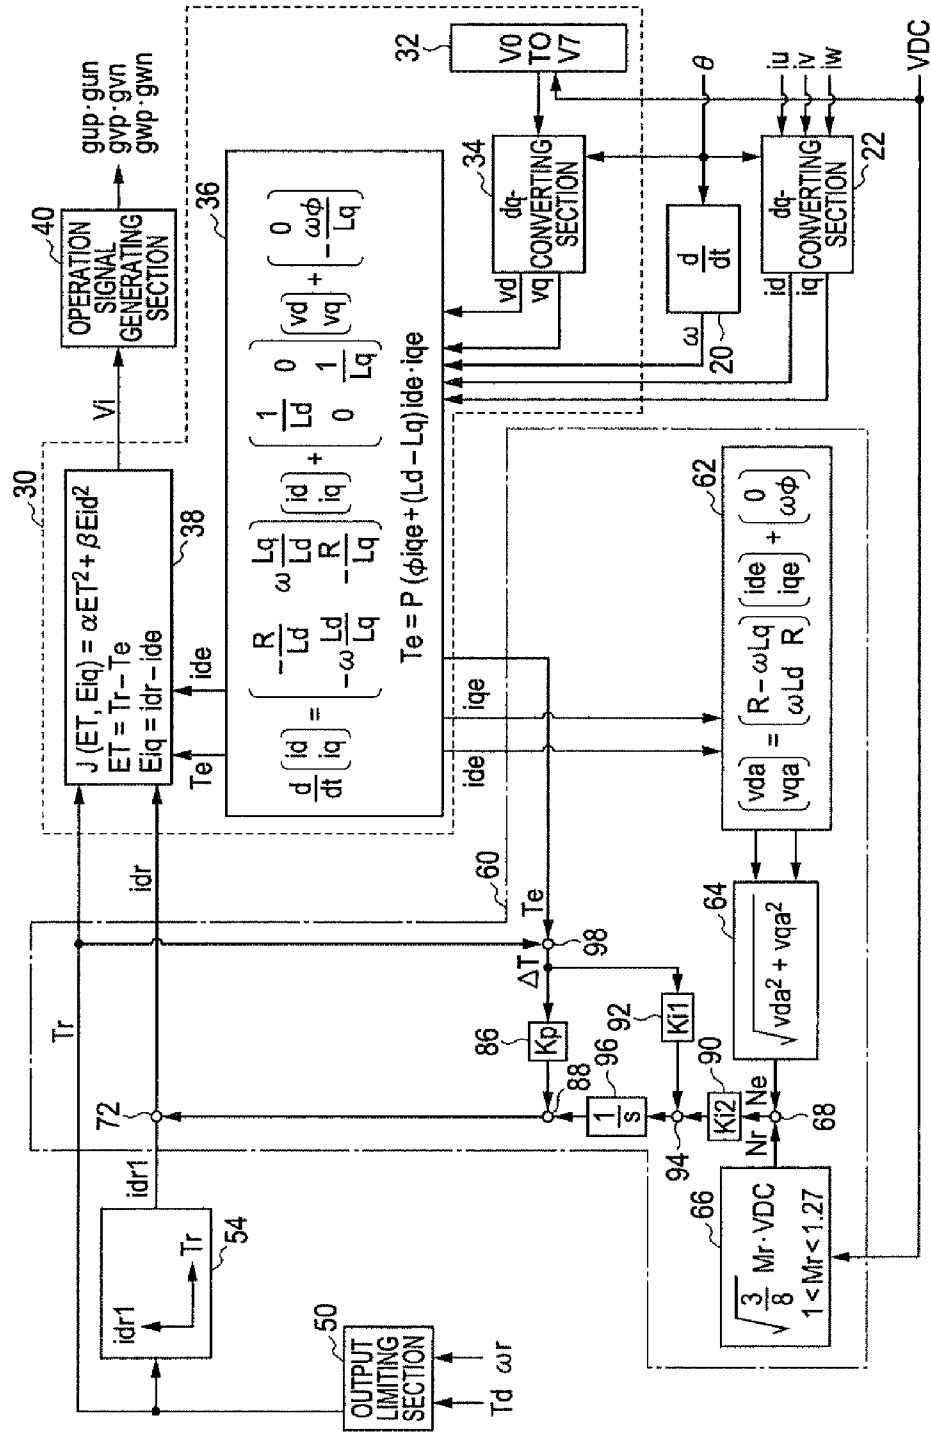 30
40
OPERATION
SIGNAL
GENERATING
SECTION
gup·gun
gvp·gvn
gwp·gwn
Vi
Tr
idr
idr1
72
J (ET, Eiq) = αET² + βEid²
ET = Tr − Te
Eiq = idr − ide
38
Te
ide
36
d/dt (id iq) = (−R/Ld ω Lq/Ld −ω Ld/Lq −R/Lq) (id iq) + (1/Ld 0 0 1/Lq) (vd vq) + (0 −ωϕ/Lq)
Te = P (ϕiqe + (Ld − Lq) ide·iqe
32
V0
TO
V7
34
dq-
CONVERTING
SECTION
vd
vq
θ
d/dt
20
ω
iu
iv
iw
22
dq-
CONVERTING
SECTION
id
iq
VDC
54
idr1
Tr
50
OUTPUT
LIMITING
SECTION
Td
ωr
60
Te
98
ΔT
86
Kp
88
92
Ki1
96
1/s
94
90
Ki2
68
Nr
Ne
ide
iqe
62
(vda vqa) = (R − ωLq ωLd R) (ide iqe) + (0 ωϕ)
64
√vda² + vqa²
66
√3/8 Mr·VDC
1 < Mr < 1.27